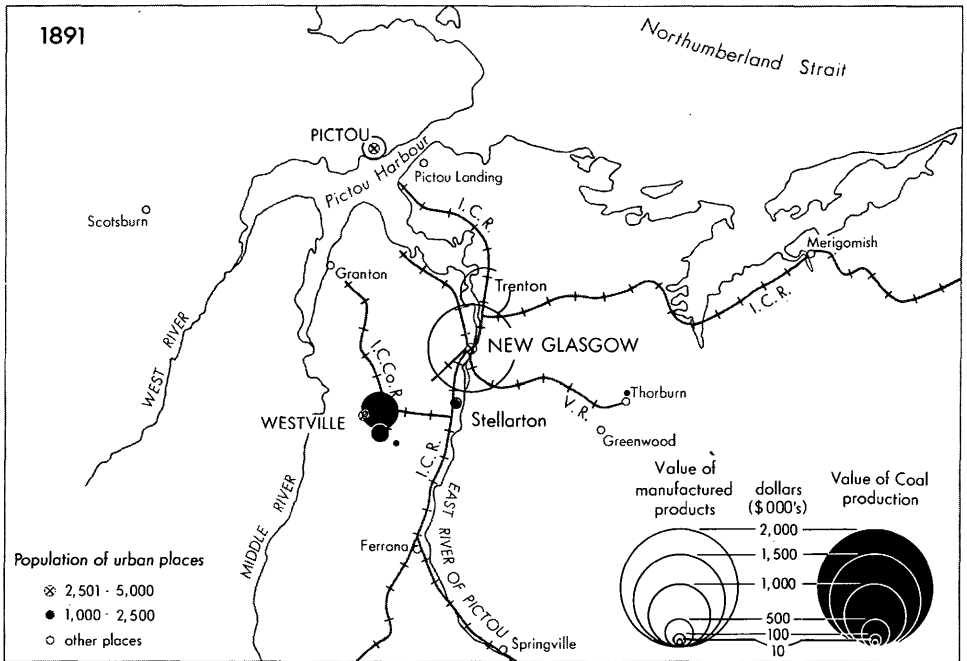 1891
Northumberland Strait
PICTOU
Pictou Harbour
Pictou Landing
I.C.R.
Scotsburn
Merigomish
Granton
Trenton
I.C.R.
WEST RIVER
NEW GLASGOW
I.C.Co.R.
Thorburn
V.R.
WESTVILLE
Stellarton
Greenwood
I.C.R.
MIDDLE RIVER
EAST RIVER OF PICTOU
Ferrona
Springville
Population of urban places
2,501 - 5,000
1,000 - 2,500
other places
Value of
manufactured
products
dollars
($000's)
Value of Coal
production
2,000
1,500
1,000
500
100
10